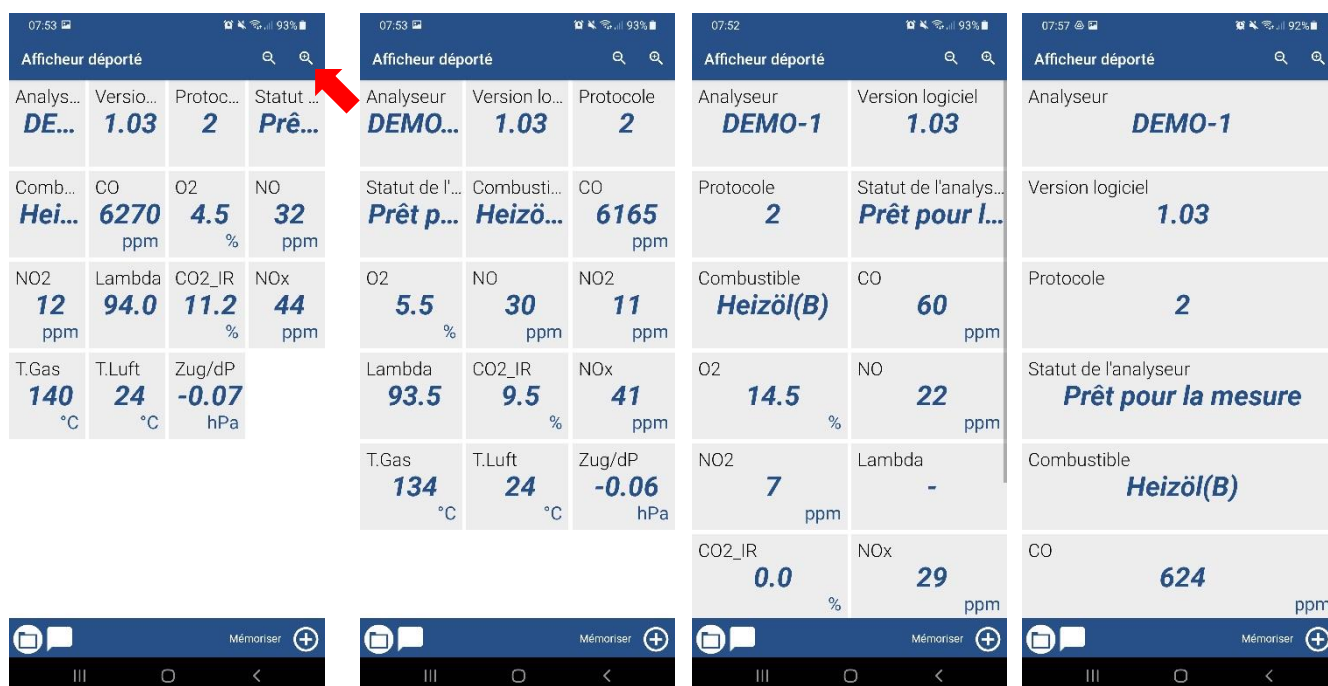 07:53 93%
Afficheur déporté
Analys... Versio... Protoc... Statut ...
DE... 1.03 2 Prê...
Comb... CO O2 NO
Hei... 6270 4.5 32
ppm % ppm
NO2 Lambda CO2_IR NOx
12 94.0 11.2 44
ppm % ppm
T.Gas T.Luft Zug/dP
140 24 -0.07
°C °C hPa
Mémoriser
07:53 93%
Afficheur déporté
Analyseur Version lo... Protocole
DEMO... 1.03 2
Statut de l'... Combusti... CO
Prêt p... Heizö... 6165
ppm
O2 NO NO2
5.5 30 11
% ppm ppm
Lambda CO2_IR NOx
93.5 9.5 41
% ppm
T.Gas T.Luft Zug/dP
134 24 -0.06
°C °C hPa
Mémoriser
07:52 93%
Afficheur déporté
Analyseur Version logiciel
DEMO-1 1.03
Protocole Statut de l'analys...
2 Prêt pour l...
Combustible CO
Heizöl(B) 60
ppm
O2 NO
14.5 22
% ppm
NO2 Lambda
7 -
ppm
CO2_IR NOx
0.0 29
% ppm
Mémoriser
07:57 92%
Afficheur déporté
Analyseur
DEMO-1
Version logiciel
1.03
Protocole
2
Statut de l'analyseur
Prêt pour la mesure
Combustible
Heizöl(B)
CO
624
ppm
Mémoriser